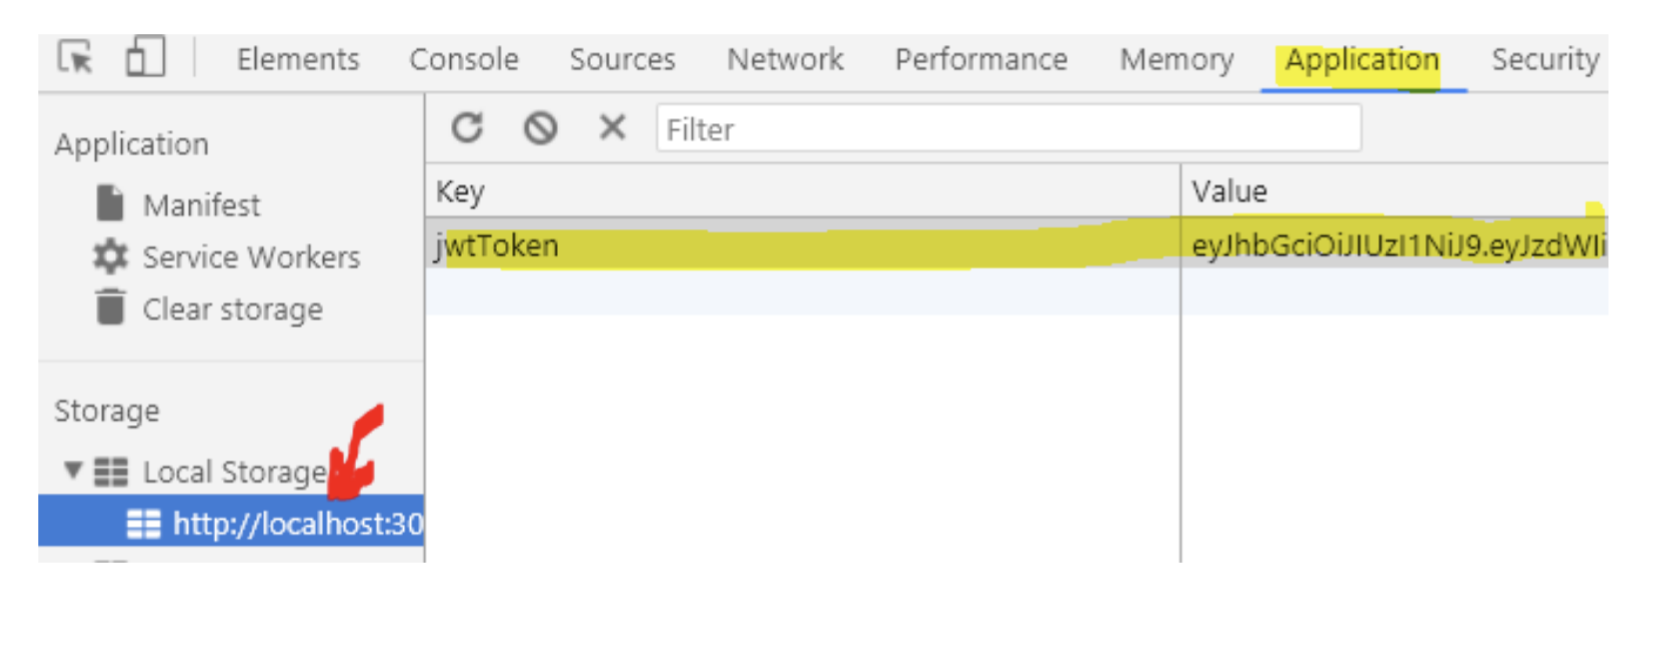 Elements Console Sources Network Performance Memory Application Security
Application
Manifest
Service Workers
Clear storage
Storage
Local Storage
http://localhost:30
Filter
Key Value
jwtToken eyJhbGciOiJIUzI1NiJ9.eyJzdWIi